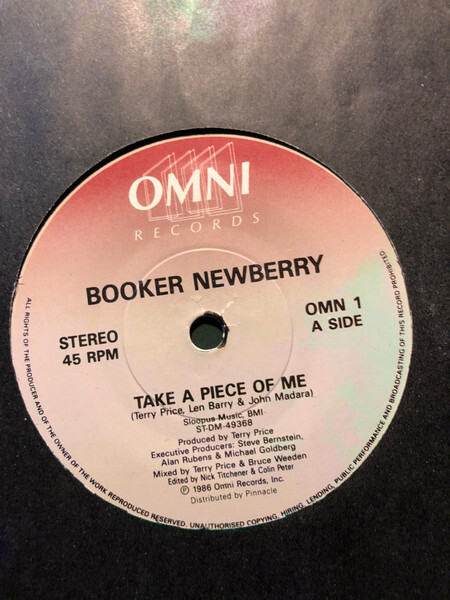 OMNI
RECORDS
BOOKER NEWBERRY
STEREO
45 RPM
OMN 1
A SIDE
TAKE A PIECE OF ME
(Terry Price, Len Barry & John Madara)
Sloopus Music, BMI
ST-DM-49368
Produced by Terry Price
Executive Producers: Steve Bernstein,
Alan Rubens & Michael Goldberg
Mixed by Terry Price & Bruce Weeden
Edited by Nick Titchener & Colin Peter
Ⓟ 1986 Omni Records, Inc.
Distributed by Pinnacle
ALL RIGHTS OF THE PRODUCER AND OF THE OWNER OF THE WORK REPRODUCED RESERVED. UNAUTHORISED COPYING, HIRING, LENDING, PUBLIC PERFORMANCE AND BROADCASTING OF THIS RECORD PROHIBITED